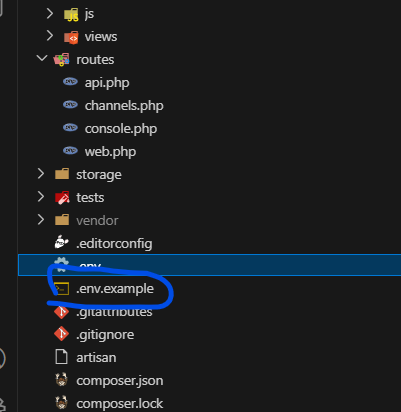 js
views
routes
api.php
channels.php
console.php
web.php
storage
tests
vendor
.editorconfig
.env
.env.example
.gitattributes
.gitignore
artisan
composer.json
composer.lock